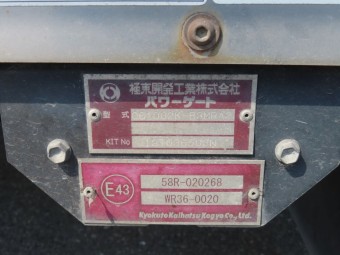 極東開発工業株式会社
パワーゲート
型式
KIT No
E43
58R-020268
WR36-0020
Kyokuto Kaihatsu Kogyo Co., Ltd.